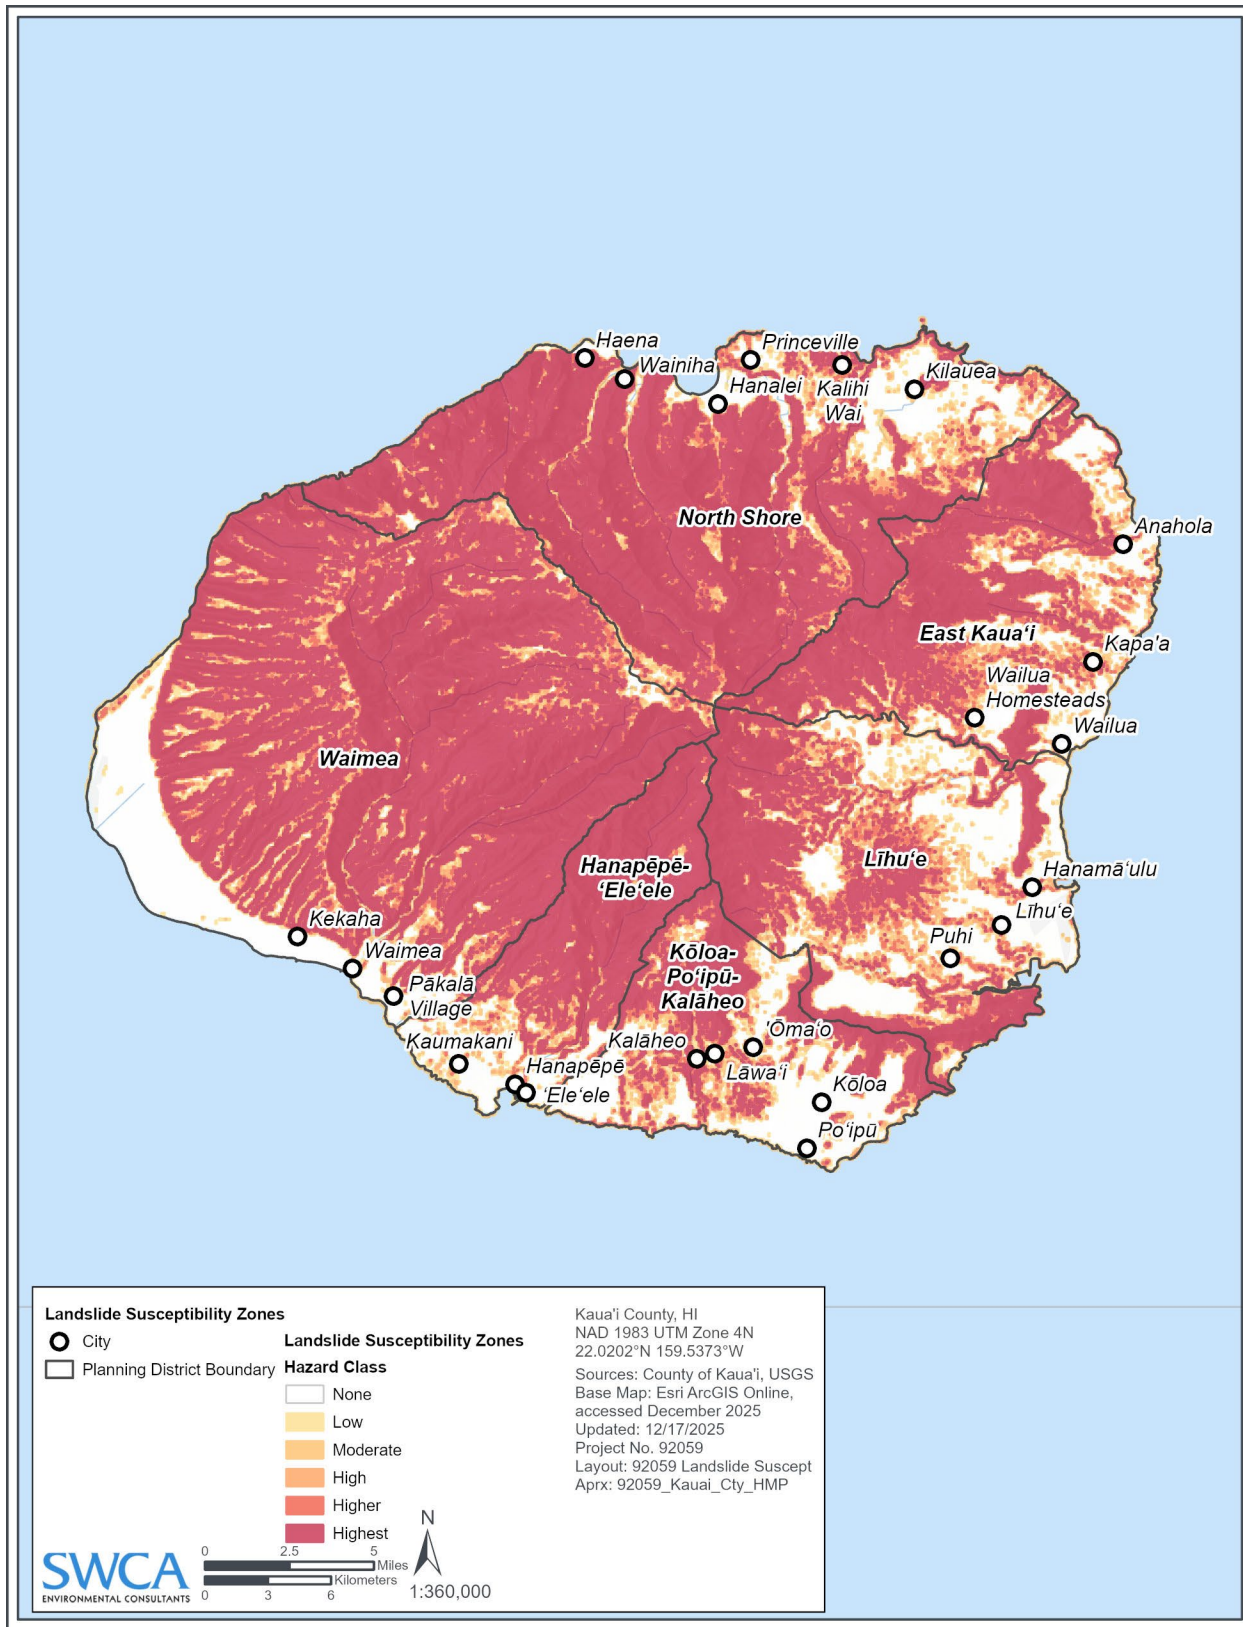 Haena
Wainiha
Princeville
Hanalei
Kalihi
Wai
Kilauea
North Shore
Anahola
East Kauaʻi
Kapa'a
Wailua
Homesteads
Wailua
Waimea
Hanapēpē-
ʻEleʻele
Līhuʻe
Hanamāʻulu
Līhuʻe
Puhi
Kekaha
Waimea
Pākalā
Village
Kōloa-
Poʻipū-
Kalāheo
Kaumakani
Hanapēpē
ʻEleʻele
Kalāheo
Lāwaʻi
'Ōmaʻo
Kōloa
Poʻipū
Landslide Susceptibility Zones
City
Planning District Boundary
Landslide Susceptibility Zones
Hazard Class
None
Low
Moderate
High
Higher
Highest
Kaua'i County, HI
NAD 1983 UTM Zone 4N
22.0202°N 159.5373°W
Sources: County of Kaua'i, USGS
Base Map: Esri ArcGIS Online,
accessed December 2025
Updated: 12/17/2025
Project No. 92059
Layout: 92059 Landslide Suscept
Aprx: 92059_Kauai_Cty_HMP
SWCA
ENVIRONMENTAL CONSULTANTS
0 2.5 5
Miles
Kilometers
0 3 6
N
1:360,000